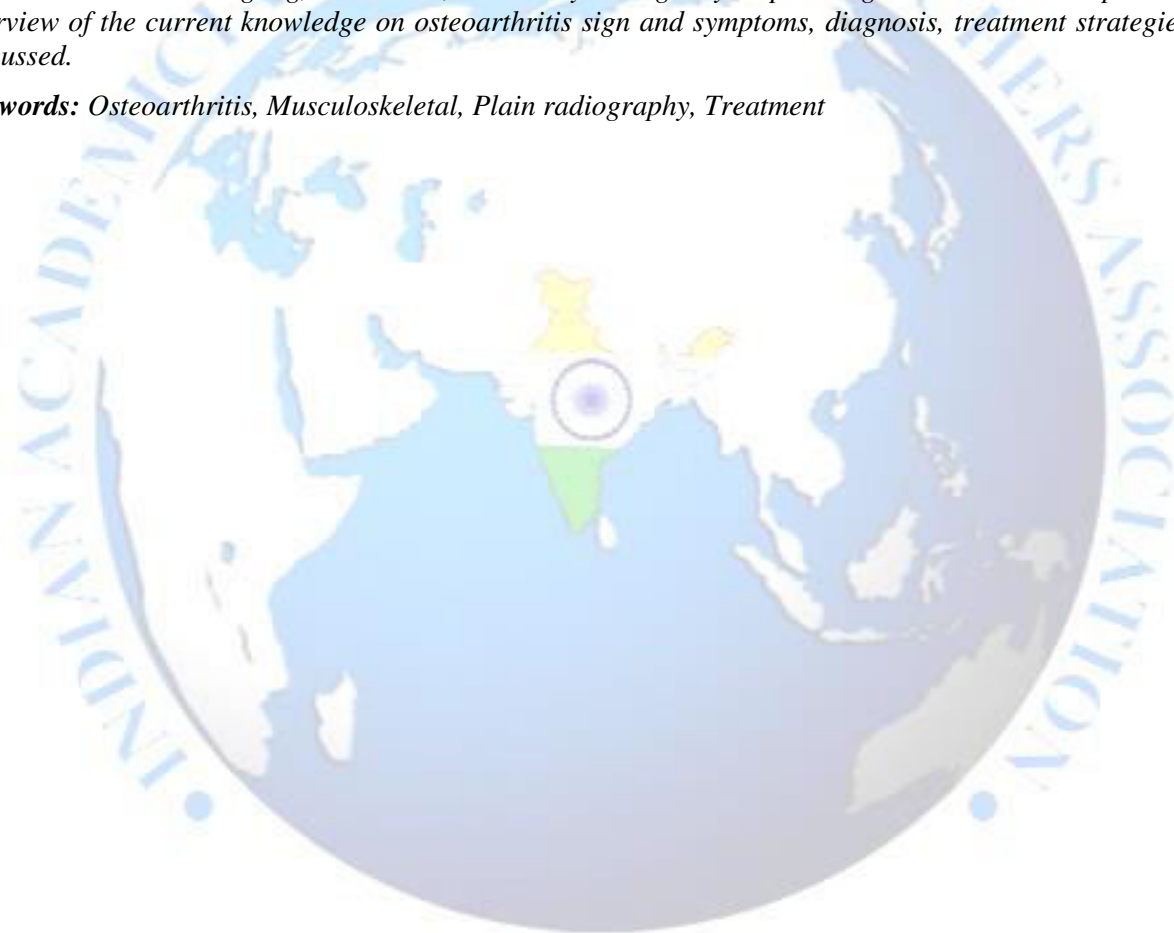 rview of the current knowledge on osteoarthritis sign and symptoms, diagnosis, treatment strategie
ussed.
words: Osteoarthritis, Musculoskeletal, Plain radiography, Treatment
INDIAN ACADEMIC
HERS ASSOCIATION